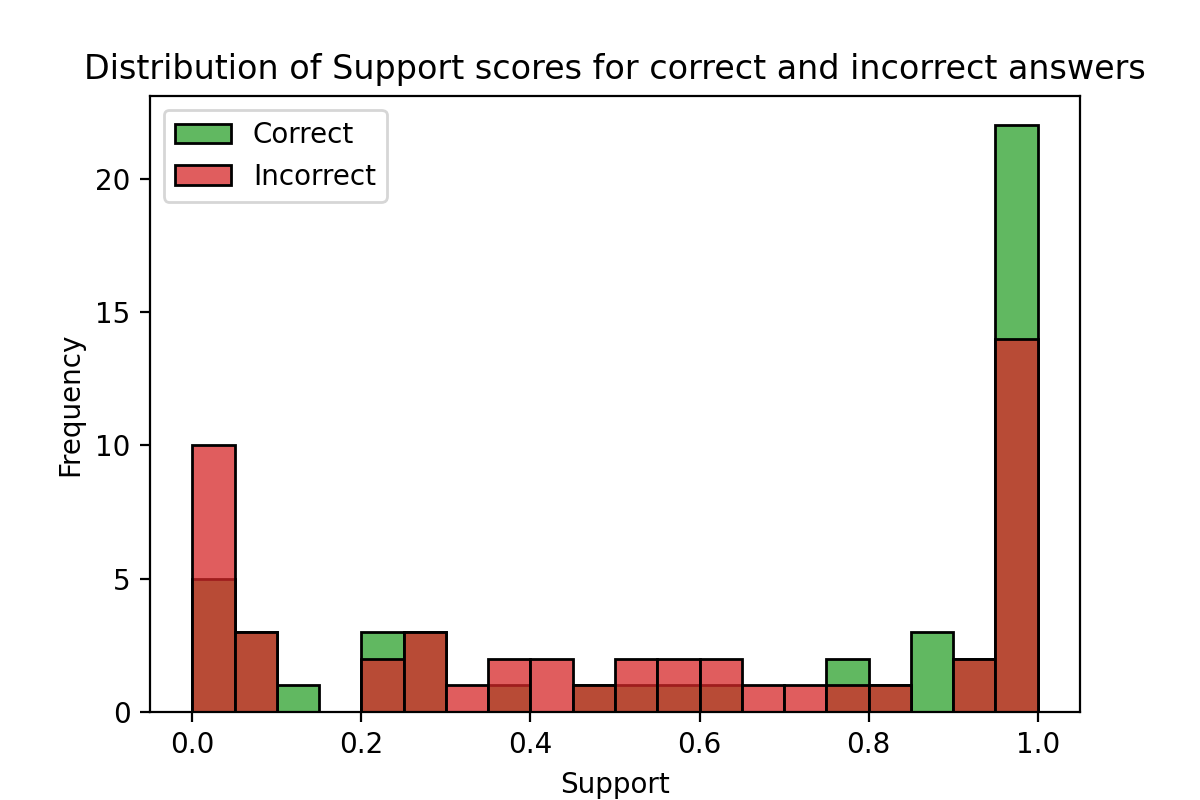 Distribution of Support scores for correct and incorrect answers
Correct
Incorrect
20
15
10
5
0
Frequency
0.0 0.2 0.4 0.6 0.8 1.0
Support